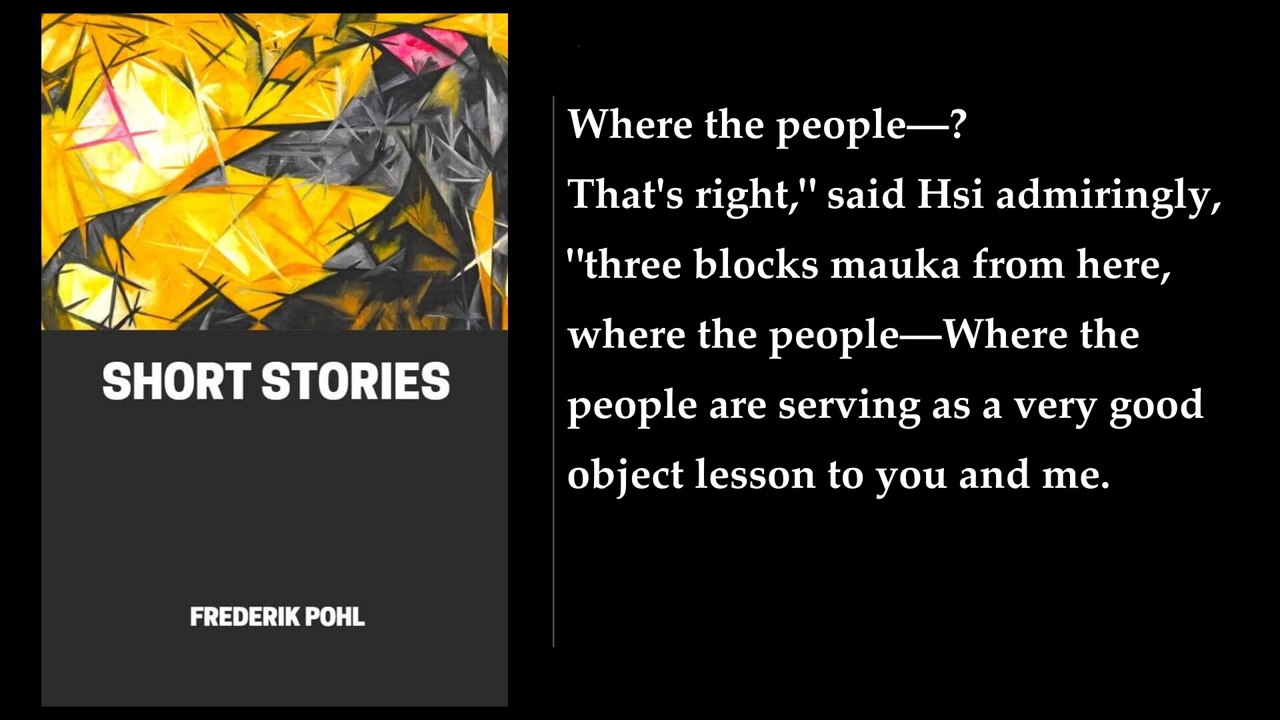 SHORT STORIES
FREDERIK POHL
Where the people—?
That's right," said Hsi admiringly,
"three blocks mauka from here,
where the people—Where the
people are serving as a very good
object lesson to you and me.